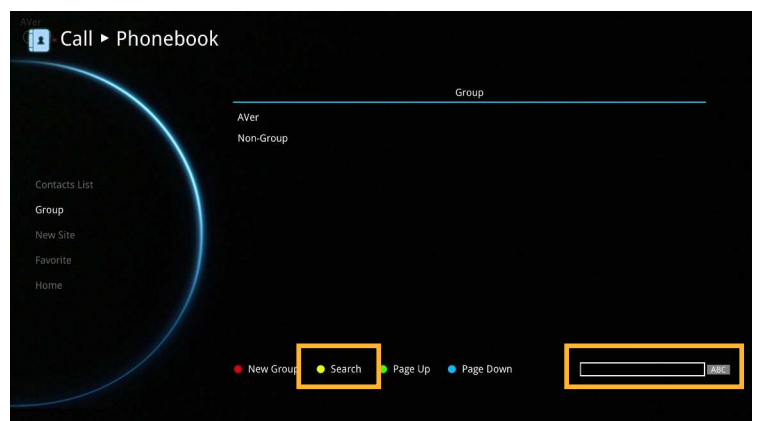 AVer
Call ▸ Phonebook
Group
AVer
Non-Group
Contacts List
Group
New Site
Favorite
Home
New Group Search Page Up Page Down ABC